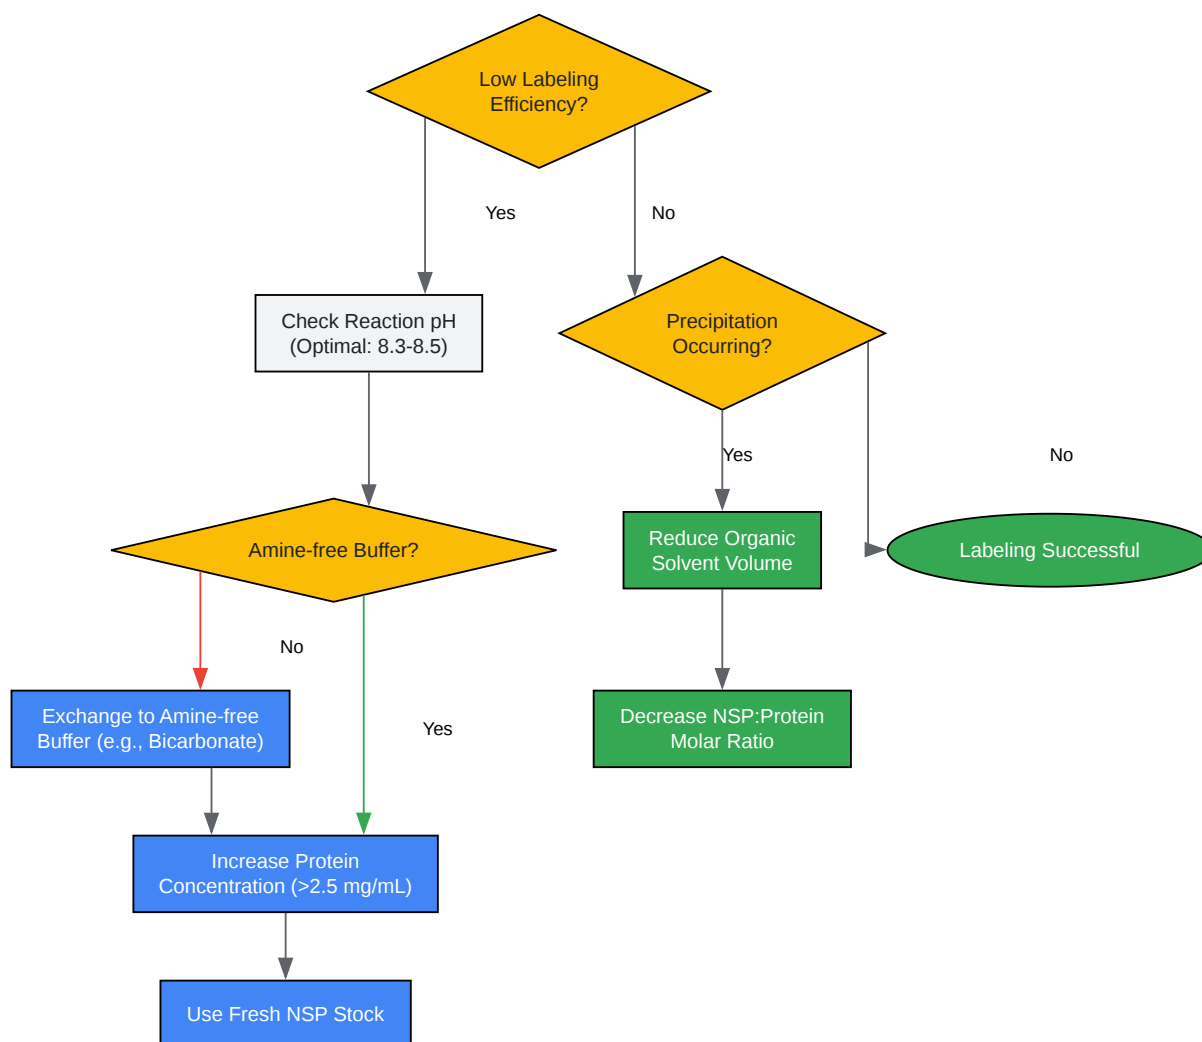 Low Labeling
Efficiency?
Yes
No
Check Reaction pH
(Optimal: 8.3-8.5)
Precipitation
Occurring?
Yes
No
Amine-free Buffer?
Reduce Organic
Solvent Volume
Labeling Successful
No
Yes
Exchange to Amine-free
Buffer (e.g., Bicarbonate)
Decrease NSP:Protein
Molar Ratio
Increase Protein
Concentration (>2.5 mg/mL)
Use Fresh NSP Stock